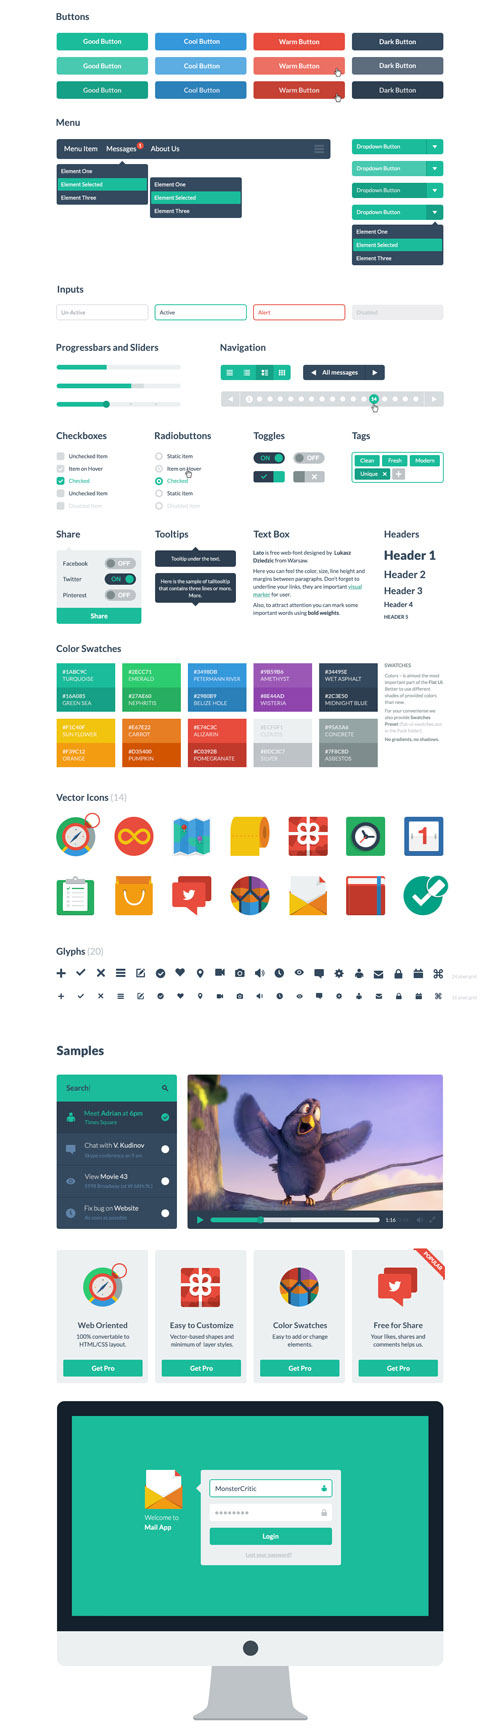 Buttons
Good Button
Cool Button
Warm Button
Dark Button
Good Button
Cool Button
Warm Button
Dark Button
Good Button
Cool Button
Warm Button
Dark Button
Menu
Menu Item
Messages
1
About Us
Element One
Element Selected
Element Three
Element One
Element Selected
Element Three
Dropdown Button
Dropdown Button
Dropdown Button
Dropdown Button
Element One
Element Selected
Element Three
Inputs
Un-Active
Active
Alert
Disabled
Progressbars and Sliders
Navigation
All messages
14
Checkboxes
Unchecked Item
Item on Hover
Checked
Unchecked Item
Disabled Item
Radiobuttons
Static item
Item on Hover
Checked
Static item
Disabled Item
Toggles
ON
OFF
Tags
Clean
Fresh
Modern
Unique
Share
Facebook
OFF
Twitter
ON
Pinterest
OFF
Share
Tooltips
Tooltip under the text.
Here is the sample of talltooltip
that contains three lines or more.
More.
Text Box
Lato is free web-font designed by Lukasz
Dziedzic from Warsaw.
Here you can feel the color, size, line height and
margins between paragraphs. Don't forget to
underline your links, they are important visual
marker for user.
Also, to attract attention you can mark some
important words using bold weights.
Headers
Header 1
Header 2
Header 3
Header 4
HEADER 5
Color Swatches
#1ABC9C
TURQUOISE
#2ECC71
EMERALD
#3498DB
PETERMANN RIVER
#9B59B6
AMETHYST
#34495E
WET ASPHALT
#16A085
GREEN SEA
#27AE60
NEPHRITIS
#2980B9
BELIZE HOLE
#8E44AD
WISTERIA
#2C3E50
MIDNIGHT BLUE
#F1C40F
SUN FLOWER
#E67E22
CARROT
#E74C3C
ALIZARIN
#ECF0F1
CLOUDS
#95A5A6
CONCRETE
#F39C12
ORANGE
#D35400
PUMPKIN
#C0392B
POMEGRANATE
#BDC3C7
SILVER
#7F8C8D
ASBESTOS
SWATCHES
Colors – is almost the most
important part of the Flat UI.
Better to use different
shades of provided colors
than new.
For your convenience we
also provide Swatches
Preset
No gradients, no shadows.
Vector Icons (14)
1
Glyphs (20)
24 pixel grid
16 pixel grid
Samples
Search
Meet Adrian at 6pm
Times Square
Chat with V. Kudinov
Skype conference an 9 am
View Movie 43
Fix bug on Website
As soon as possible
1:16
Web Oriented
100% convertable to
HTML/CSS layout.
Get Pro
Easy to Customize
Vector-based shapes and
minimum of layer styles.
Get Pro
Color Swatches
Easy to add or change
elements.
Get Pro
POPULAR
Free for Share
Your likes, shares and
comments helps us.
Get Pro
Welcome to
Mail App
MonsterCritic
Login
Lost your password?